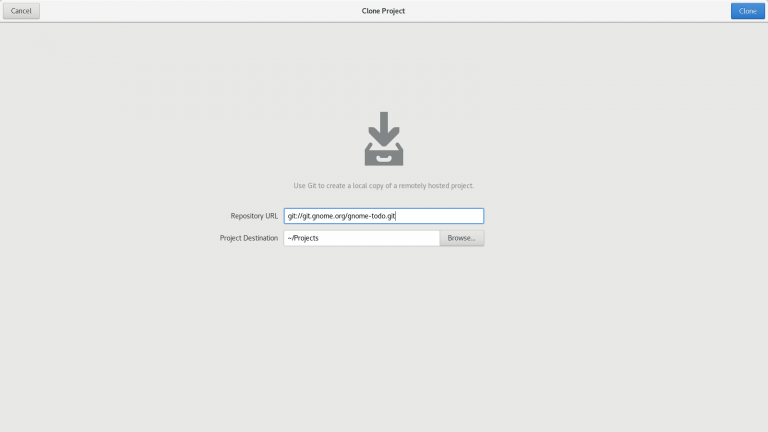 Cancel
Clone Project
Clone
Use Git to create a local copy of a remotely hosted project.
Repository URL
git://git.gnome.org/gnome-todo.git
Project Destination
~/Projects
Browse...